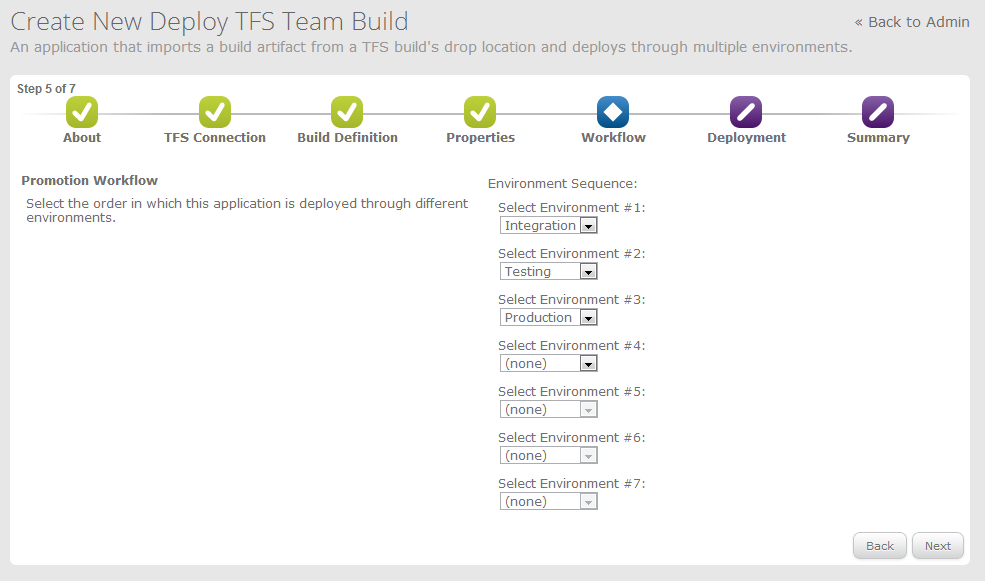 Create New Deploy TFS Team Build
« Back to Admin
An application that imports a build artifact from a TFS build's drop location and deploys through multiple environments.
Step 5 of 7
About
TFS Connection
Build Definition
Properties
Workflow
Deployment
Summary
Promotion Workflow
Select the order in which this application is deployed through different
environments.
Environment Sequence:
Select Environment #1:
Integration
Select Environment #2:
Testing
Select Environment #3:
Production
Select Environment #4:
(none)
Select Environment #5:
(none)
Select Environment #6:
(none)
Select Environment #7:
(none)
Back
Next